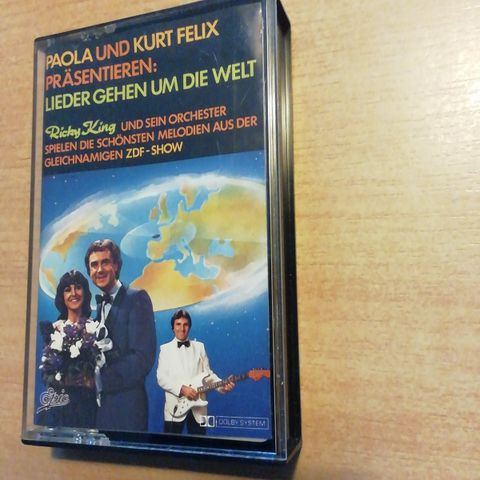 PAOLA UND KURT FELIX
PRÄSENTIEREN:
LIEDER GEHEN UM DIE WELT
Ricky King UND SEIN ORCHESTER
SPIELEN DIE SCHÖNSTEN MELODIEN AUS DER
GLEICHNAMIGEN ZDF-SHOW
Epic
DOLBY SYSTEM